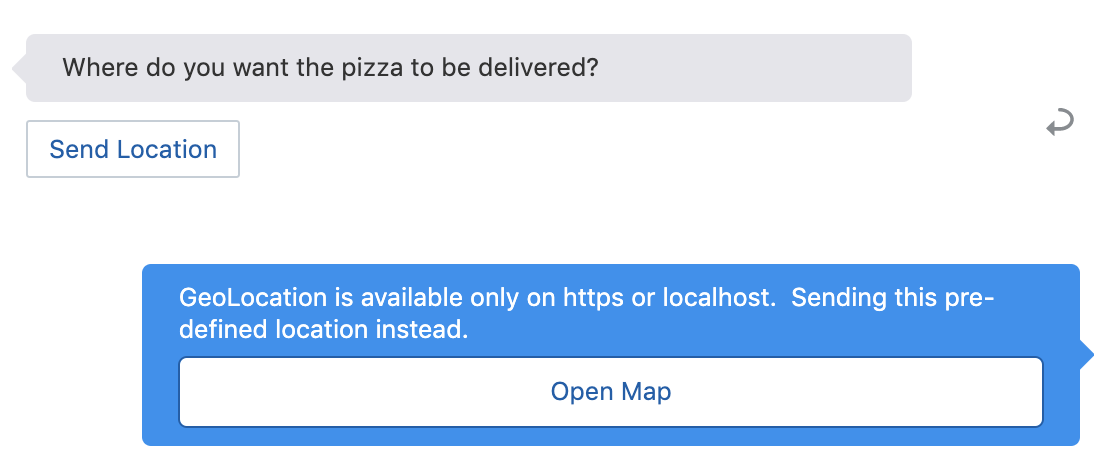 Where do you want the pizza to be delivered?
Send Location
GeoLocation is available only on https or localhost.  Sending this pre-
defined location instead.
Open Map